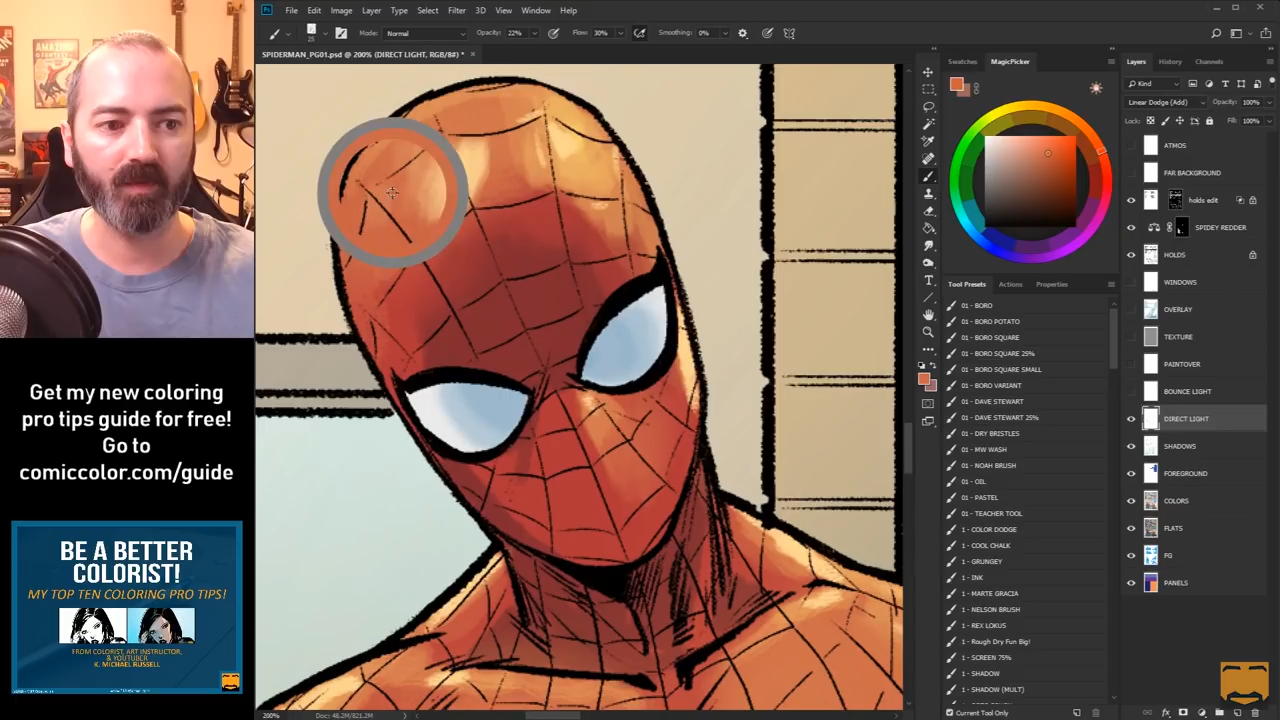 File Edit Image Layer Type Select Filter 3D View Window Help
25 Mode: Normal Opacity: 22% Flow: 30% Smoothing: 0%
SPIDERMAN_PG01.psd @ 200% (DIRECT LIGHT, RGB/8#) * ×
Get my new coloring
pro tips guide for free!
Go to
comiccolor.com/guide
BE A BETTER
COLORIST!
MY TOP TEN COLORING PRO TIPS!
FROM COLORIST, ART INSTRUCTOR,
& YOUTUBER
K. MICHAEL RUSSELL
200% Doc: 48.2M/821.2M
Swatches MagicPicker
Tool Presets Actions Properties
01 - BORO
01 - BORO POTATO
01 - BORO SQUARE
01 - BORO SQUARE 25%
01 - BORO SQUARE SMALL
01 - BORO VARIANT
01 - DAVE STEWART
01 - DAVE STEWART 25%
01 - DRY BRISTLES
01 - MW WASH
01 - NOAH BRUSH
01 - OIL
01 - PASTEL
01 - TEACHER TOOL
1 - COLOR DODGE
1 - COOL CHALK
1 - GRUNGEY
1 - INK
1 - MARTE GRACIA
1 - NELSON BRUSH
1 - REX LOKUS
1 - Rough Dry Fun Big!
1 - SCREEN 75%
1 - SHADOW
1 - SHADOW (MULT)
Current Tool Only
Layers History Channels
Kind
Linear Dodge (Add) Opacity: 100%
Lock: Fill: 100%
ATMOS
FAR BACKGROUND
holds edit
SPIDEY REDDER
HOLDS
WINDOWS
OVERLAY
TEXTURE
PAINTOVER
BOUNCE LIGHT
DIRECT LIGHT
SHADOWS
FOREGROUND
COLORS
FLATS
FG
PANELS